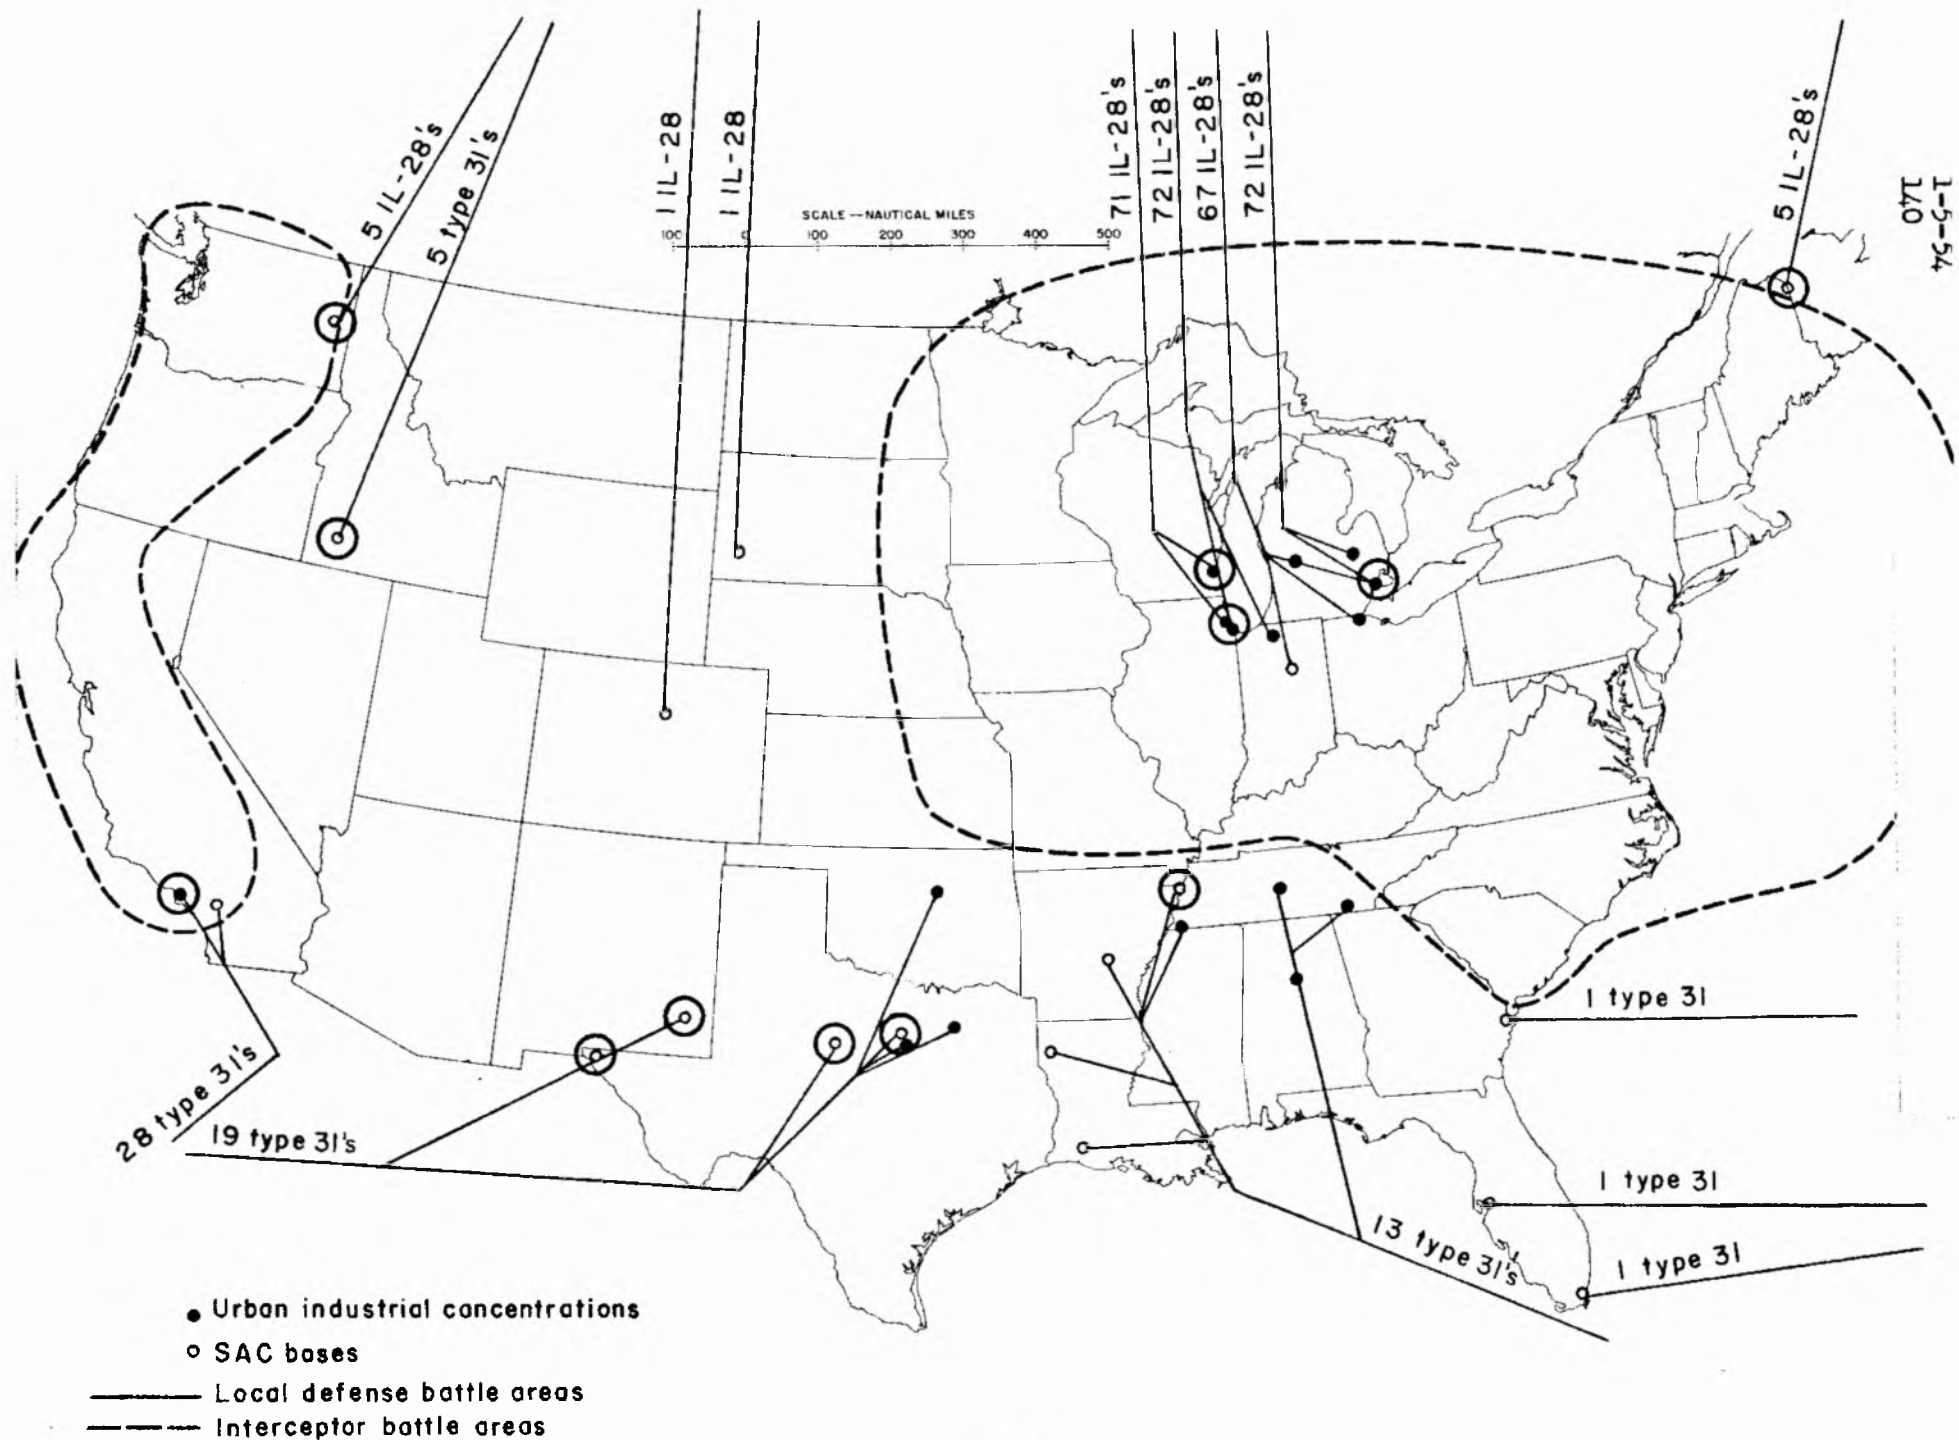 5 IL-28's
5 type 31's
1 IL-28
1 IL-28
71 IL-28's
72 IL-28's
67 IL-28's
72 IL-28's
5 IL-28's
1-5-54
140
SCALE--NAUTICAL MILES
100 0 100 200 300 400 500
1 type 31
28 type 31's
19 type 31's
1 type 31
13 type 31's
1 type 31
Urban industrial concentrations
SAC bases
Local defense battle areas
Interceptor battle areas